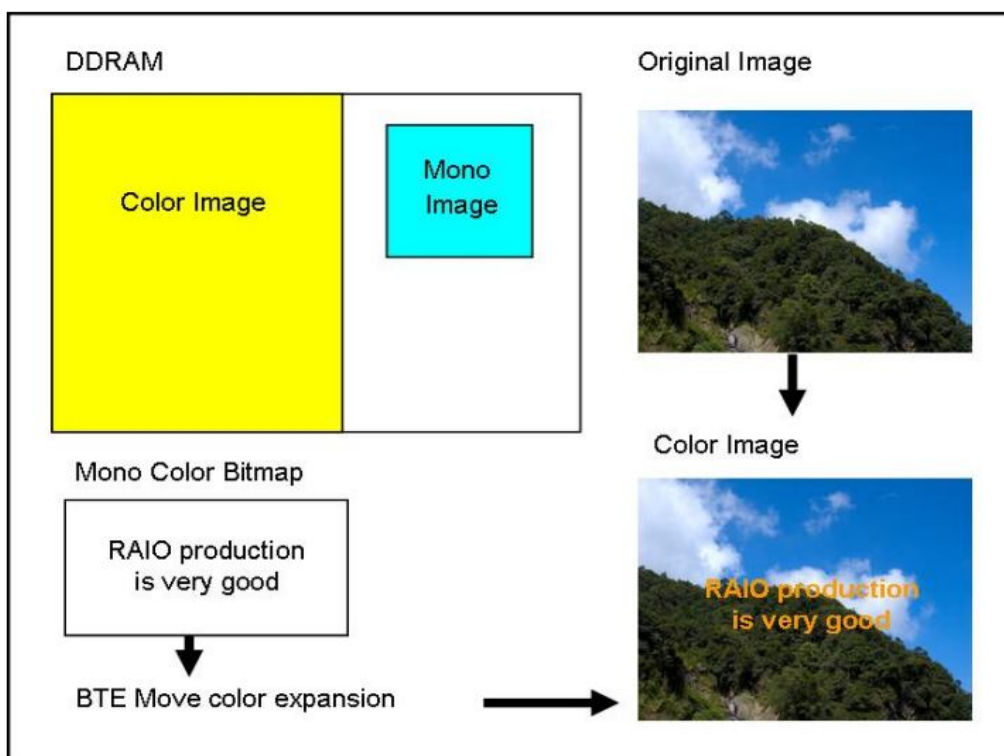 DDRAM
Original Image
Color Image
Mono
Image
Color Image
Mono Color Bitmap
RAIO production
is very good
RAIO production
is very good
BTE Move color expansion